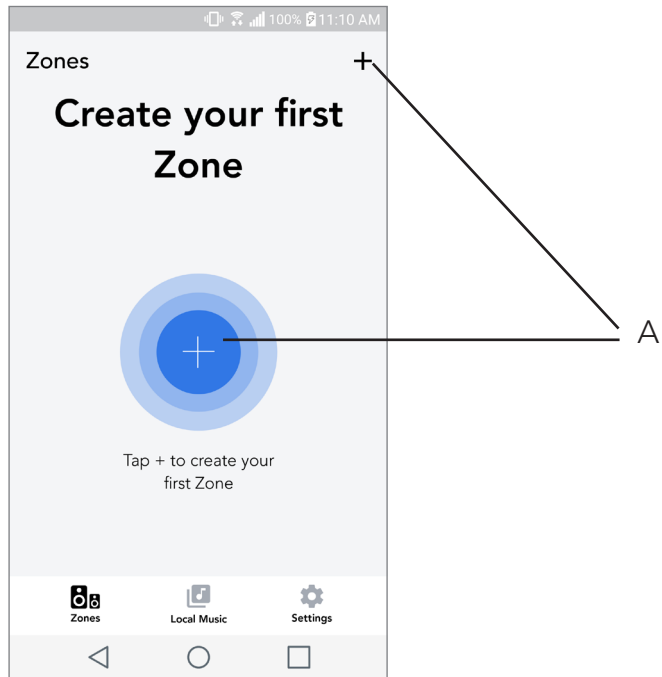 100% 11:10 AM
Zones +
Create your first
Zone
A
Tap + to create your
first Zone
Zones Local Music Settings